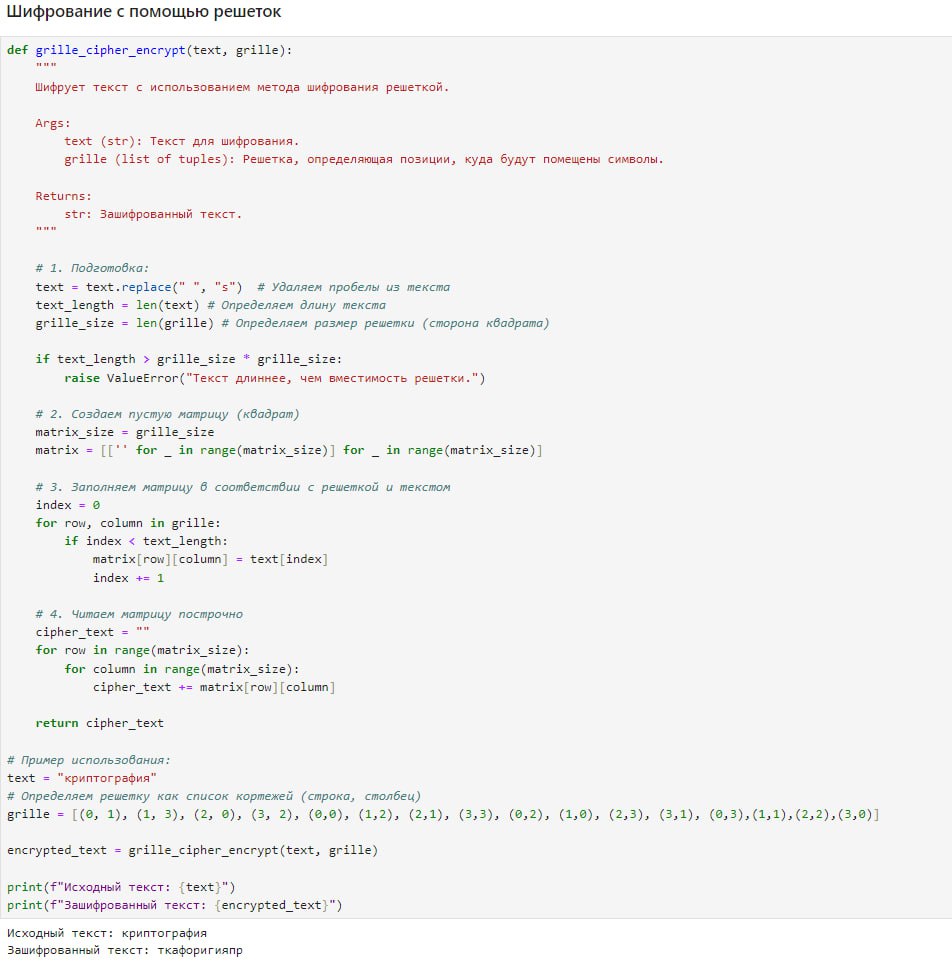 Шифрование с помощью решеток
def grille_cipher_encrypt(text, grille):
    """
    Шифрует текст с использованием метода шифрования решеткой.
    Args:
        text (str): Текст для шифрования.
        grille (list of tuples): Решетка, определяющая позиции, куда будут помещены символы.
    Returns:
        str: Зашифрованный текст.
    """
    # 1. Подготовка:
    text = text.replace(" ", "s")  # Удаляем пробелы из текста
    text_length = len(text) # Определяем длину текста
    grille_size = len(grille) # Определяем размер решетки (сторона квадрата)
    if text_length > grille_size * grille_size:
        raise ValueError("Текст длиннее, чем вместимость решетки.")
    # 2. Создаем пустую матрицу (квадрат)
    matrix_size = grille_size
    matrix = [['' for _ in range(matrix_size)] for _ in range(matrix_size)]
    # 3. Заполняем матрицу в соответствии с решеткой и текстом
    index = 0
    for row, column in grille:
        if index < text_length:
            matrix[row][column] = text[index]
            index += 1
    # 4. Читаем матрицу построчно
    cipher_text = ""
    for row in range(matrix_size):
        for column in range(matrix_size):
            cipher_text += matrix[row][column]
    return cipher_text
# Пример использования:
text = "криптография"
# Определяем решетку как список кортежей (строка, столбец)
grille = [(0, 1), (1, 3), (2, 0), (3, 2), (0,0), (1,2), (2,1), (3,3), (0,2), (1,0), (2,3), (3,1), (0,3),(1,1),(2,2),(3,0)]
encrypted_text = grille_cipher_encrypt(text, grille)
print(f"Исходный текст: {text}")
print(f"Зашифрованный текст: {encrypted_text}")
Исходный текст: криптография
Зашифрованный текст: ткафоригияпр